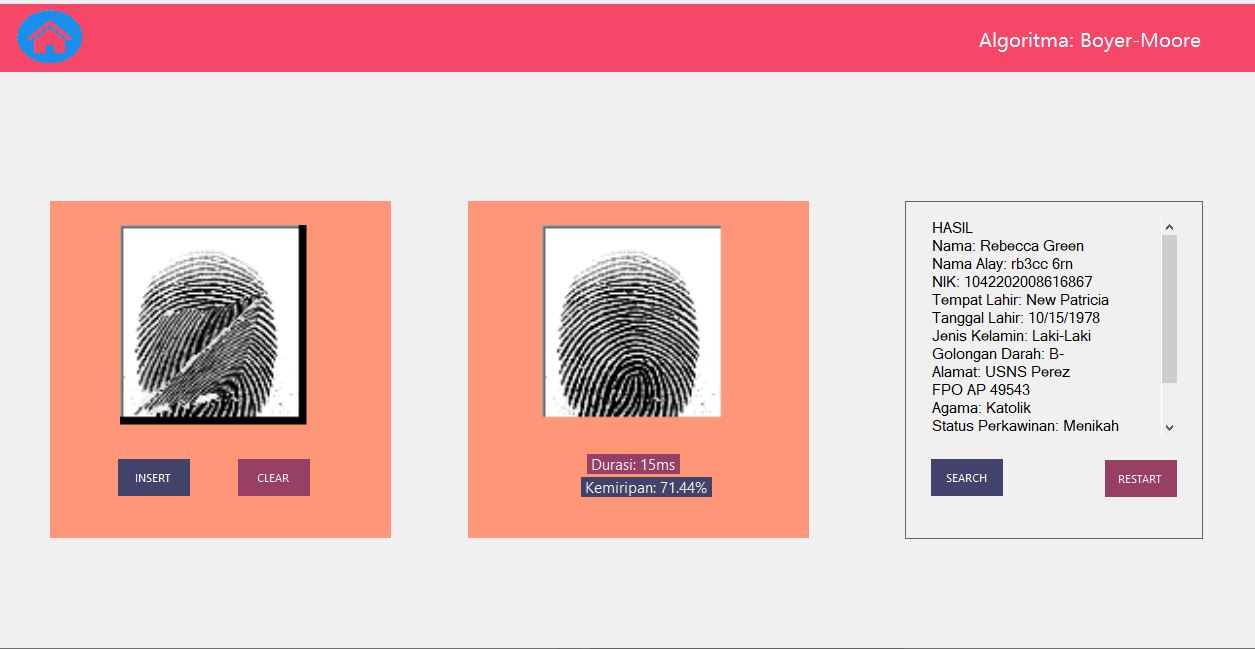 Algoritma: Boyer-Moore
INSERT
CLEAR
Durasi: 15ms
Kemiripan: 71.44%
HASIL
Nama: Rebecca Green
Nama Alay: rb3cc 6rn
NIK: 1042202008616867
Tempat Lahir: New Patricia
Tanggal Lahir: 10/15/1978
Jenis Kelamin: Laki-Laki
Golongan Darah: B-
Alamat: USNS Perez
FPO AP 49543
Agama: Katolik
Status Perkawinan: Menikah
SEARCH
RESTART